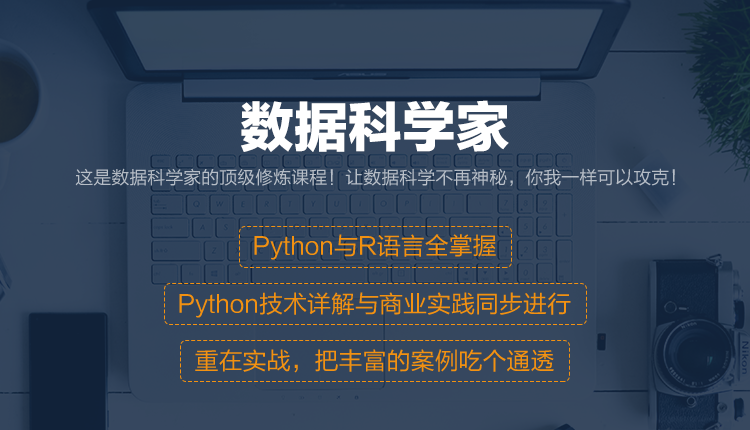 数据科学家
这是数据科学家的顶级修炼课程！让数据科学不再神秘，你我一样可以攻克！
Python与R语言全掌握
Python技术详解与商业实践同步进行
重在实战，把丰富的案例吃个通透
Nikon